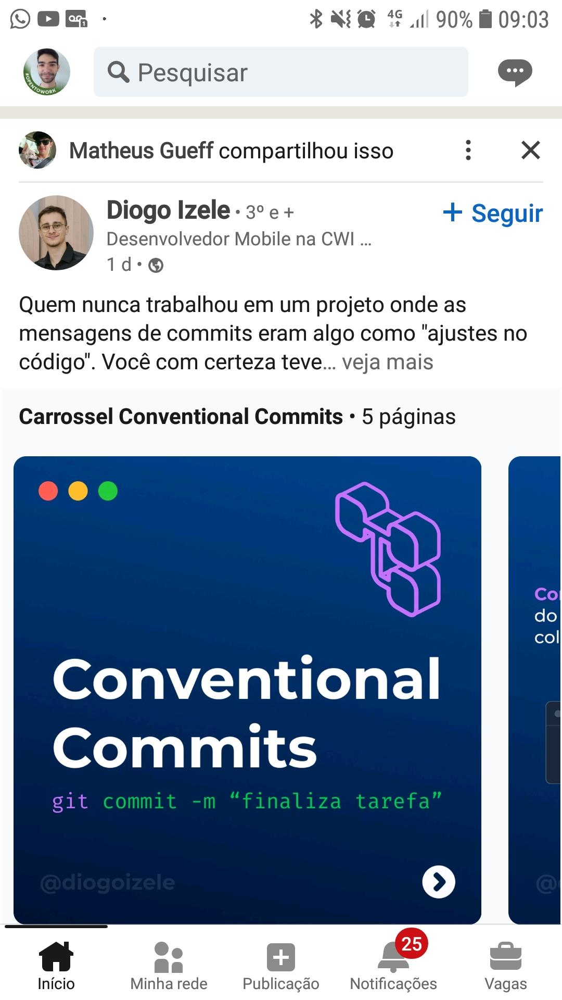 4G 90% 09:03
#OPENTOWORK
Pesquisar
Matheus Gueff compartilhou isso
Diogo Izele • 3º e +
+ Seguir
Desenvolvedor Mobile na CWI ...
1 d •
Quem nunca trabalhou em um projeto onde as
mensagens de commits eram algo como "ajustes no
código". Você com certeza teve... veja mais
Carrossel Conventional Commits • 5 páginas
Conventional
Commits
git commit -m “finaliza tarefa”
@diogoizele
do
col
25
Início
Minha rede
Publicação
Notificações
Vagas